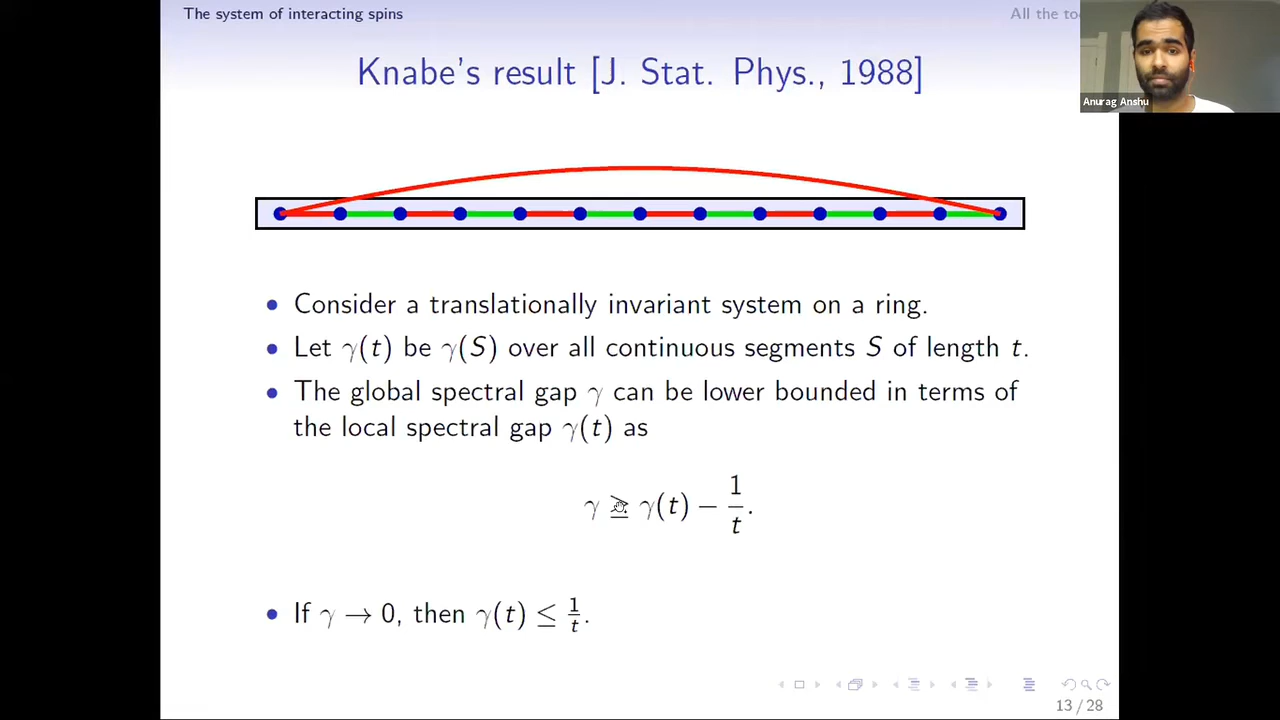 The system of interacting spins
All the to
Knabe's result [J. Stat. Phys., 1988]
Anurag Anshu
• Consider a translationally invariant system on a ring.
• Let γ(t) be γ(S) over all continuous segments S of length t.
• The global spectral gap γ can be lower bounded in terms of
the local spectral gap γ(t) as
γ ≥ γ(t) − 1/t.
• If γ → 0, then γ(t) ≤ 1/t.
13 / 28